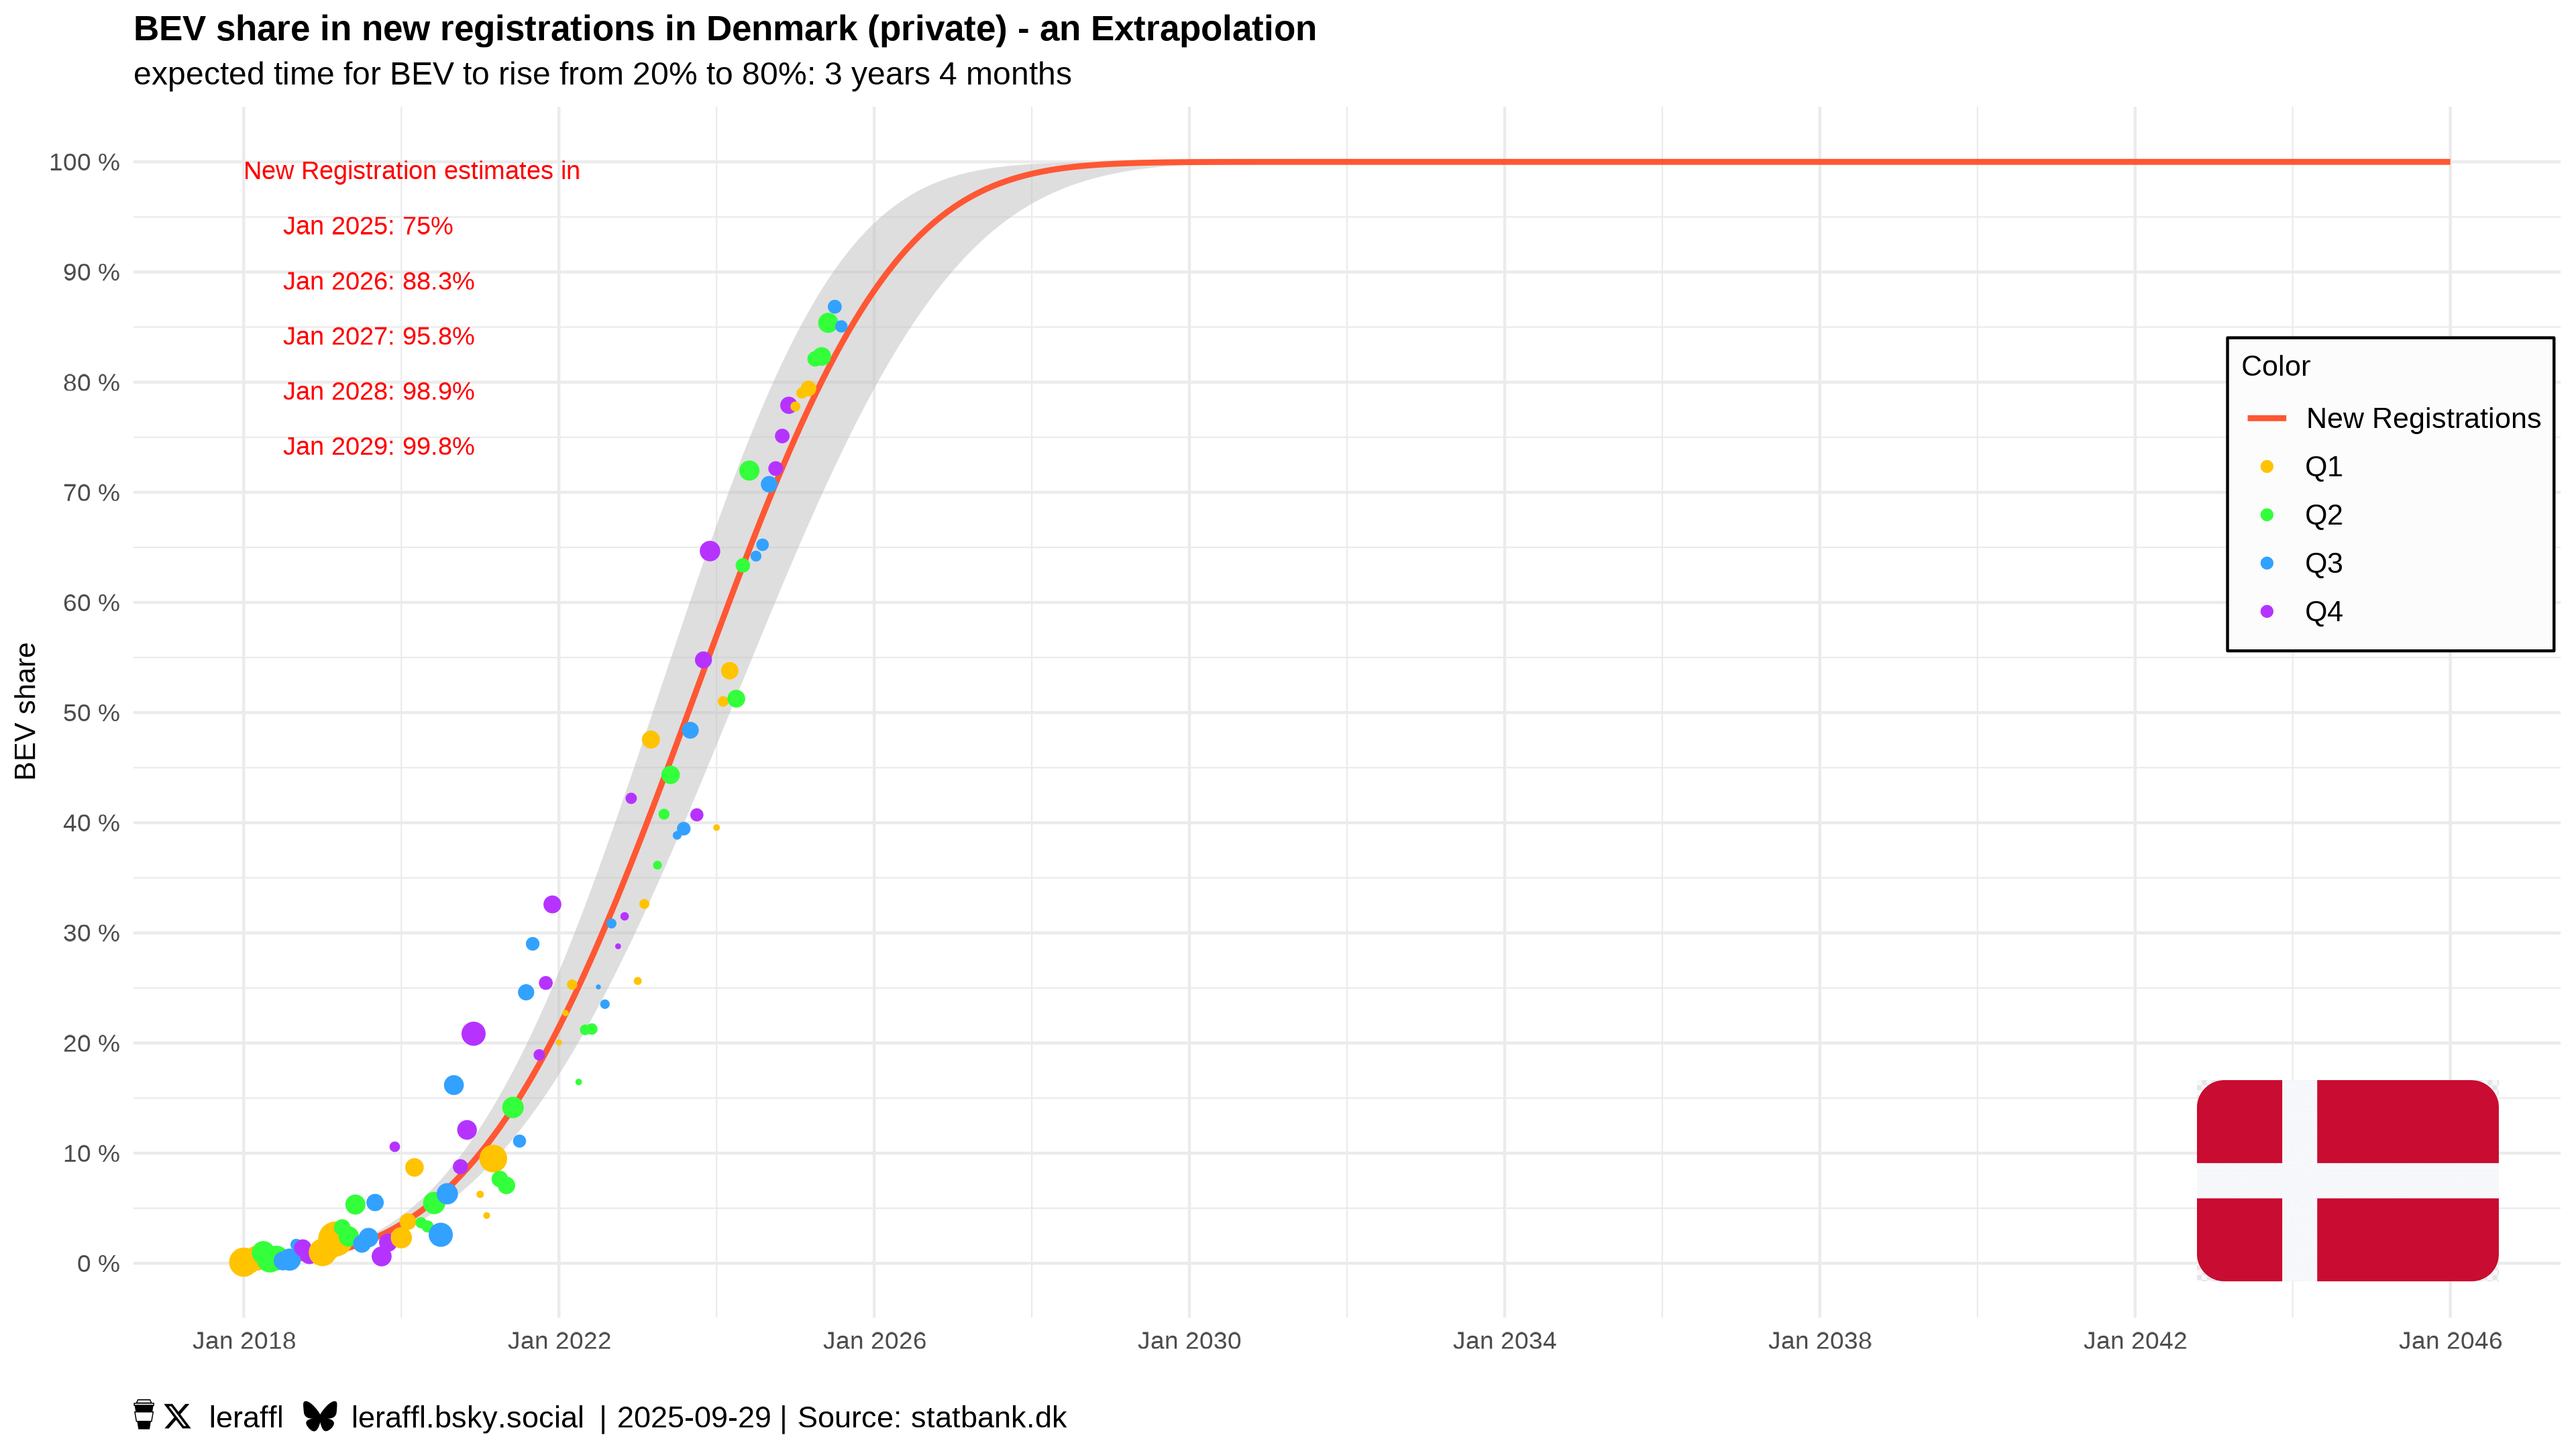 BEV share in new registrations in Denmark (private) - an Extrapolation
expected time for BEV to rise from 20% to 80%: 3 years 4 months
100 %
90 %
80 %
70 %
60 %
50 %
40 %
30 %
20 %
10 %
0 %
BEV share
New Registration estimates in
Jan 2025: 75%
Jan 2026: 88.3%
Jan 2027: 95.8%
Jan 2028: 98.9%
Jan 2029: 99.8%
Color
New Registrations
Q1
Q2
Q3
Q4
Jan 2018
Jan 2022
Jan 2026
Jan 2030
Jan 2034
Jan 2038
Jan 2042
Jan 2046
leraffl leraffl.bsky.social | 2025-09-29 | Source: statbank.dk